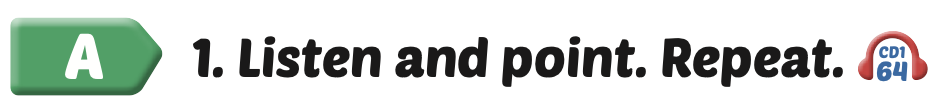 A 1. Listen and point. Repeat. CD1 64